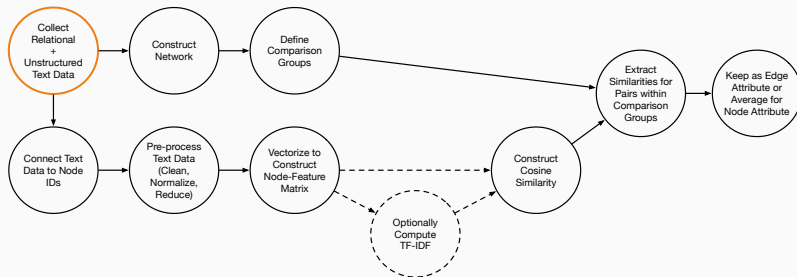 Collect
Relational
+
Unstructured
Text Data
Construct
Network
Define
Comparison
Groups
Extract
Similarities for
Pairs within
Comparison
Groups
Keep as Edge
Attribute or
Average for
Node Attribute
Connect Text
Data to Node
IDs
Pre-process
Text Data
(Clean,
Normalize,
Reduce)
Vectorize to
Construct
Node-Feature
Matrix
Construct
Cosine
Similarity
Optionally
Compute
TF-IDF